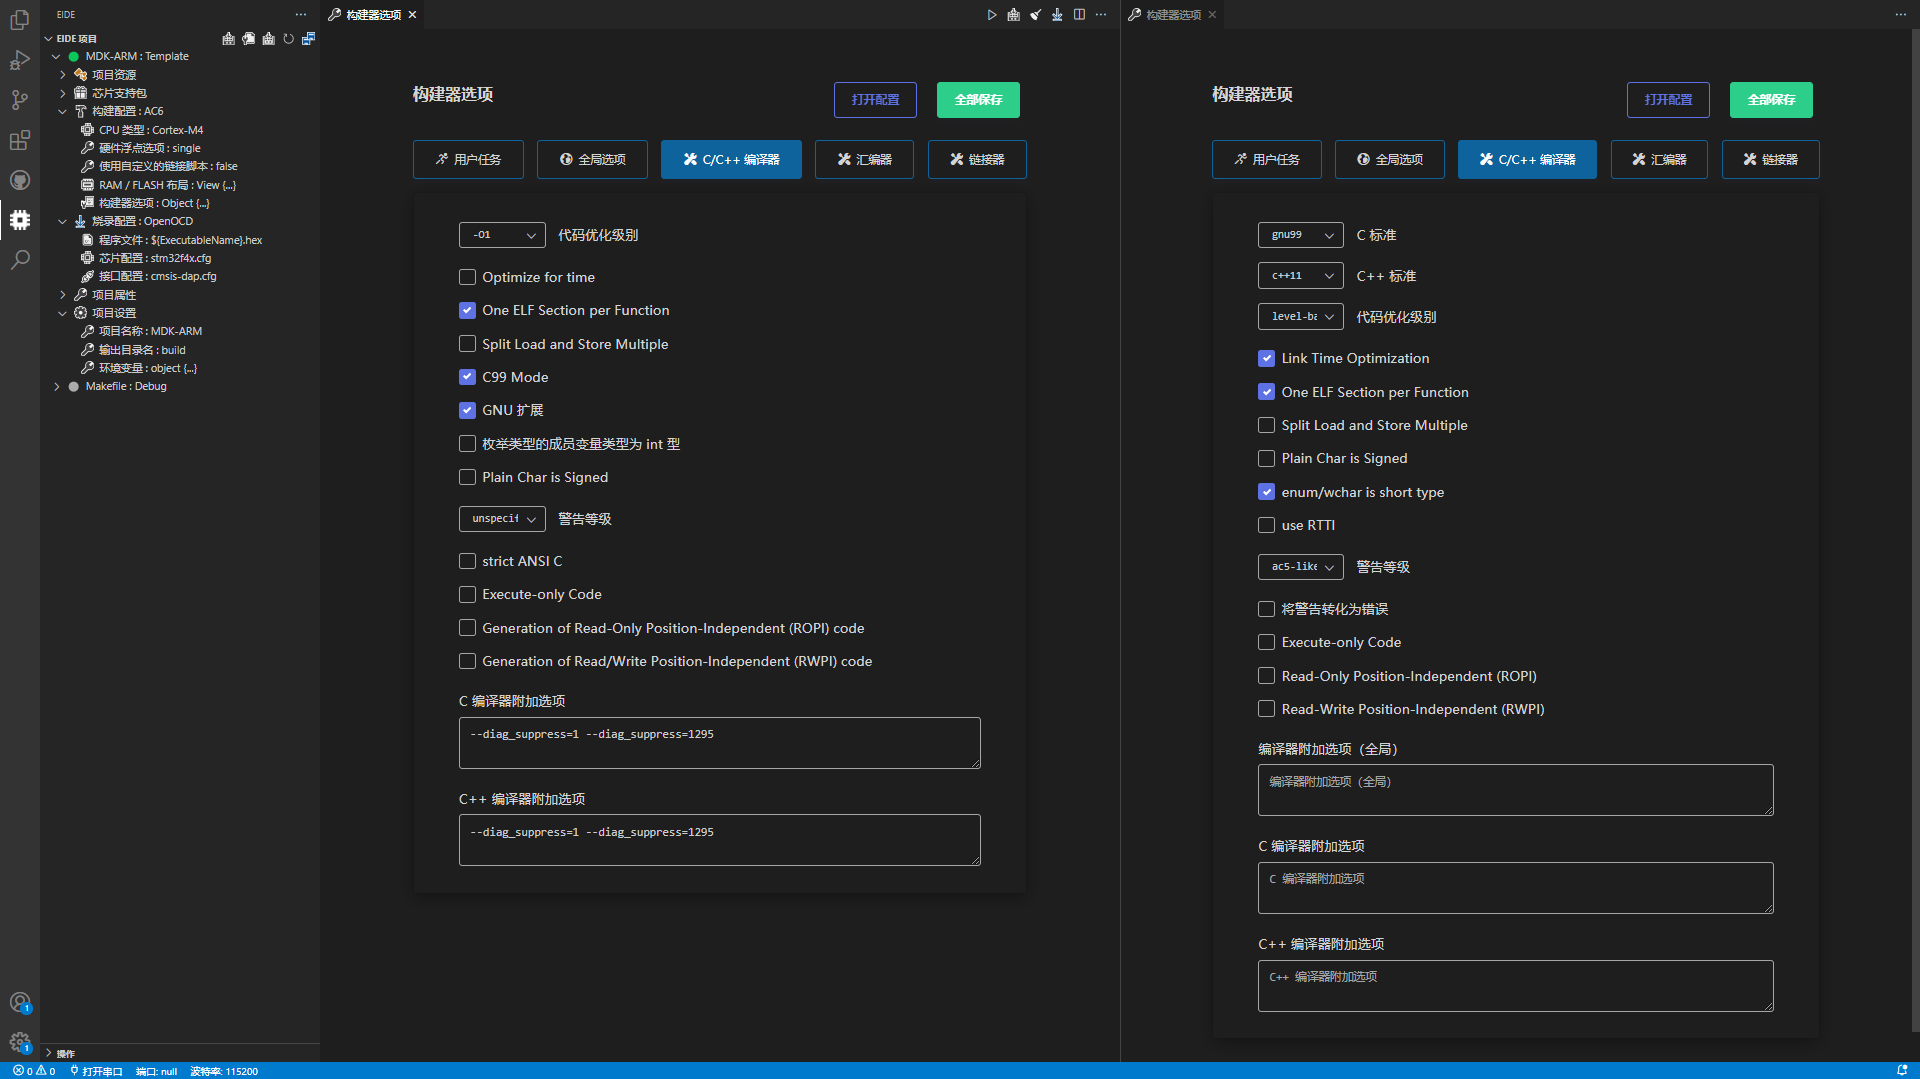 EIDE
EIDE 项目
MDK-ARM : Template
项目资源
芯片支持包
构建配置 : AC6
CPU 类型 : Cortex-M4
硬件浮点选项 : single
使用自定义的链接脚本 : false
RAM / FLASH 布局 : View {...}
构建器选项 : Object {...}
烧录配置 : OpenOCD
程序文件 : ${ExecutableName}.hex
芯片配置 : stm32f4x.cfg
接口配置 : cmsis-dap.cfg
项目属性
项目设置
项目名称 : MDK-ARM
输出目录名 : build
环境变量 : object {...}
Makefile : Debug
操作
构建器选项
构建器选项
打开配置
全部保存
用户任务
全局选项
C/C++ 编译器
汇编器
链接器
-O1
代码优化级别
Optimize for time
One ELF Section per Function
Split Load and Store Multiple
C99 Mode
GNU 扩展
枚举类型的成员变量类型为 int 型
Plain Char is Signed
unspecif
警告等级
strict ANSI C
Execute-only Code
Generation of Read-Only Position-Independent (ROPI) code
Generation of Read/Write Position-Independent (RWPI) code
C 编译器附加选项
--diag_suppress=1 --diag_suppress=1295
C++ 编译器附加选项
--diag_suppress=1 --diag_suppress=1295
构建器选项
构建器选项
打开配置
全部保存
用户任务
全局选项
C/C++ 编译器
汇编器
链接器
gnu99
C 标准
c++11
C++ 标准
level-ba
代码优化级别
Link Time Optimization
One ELF Section per Function
Split Load and Store Multiple
Plain Char is Signed
enum/wchar is short type
use RTTI
ac5-like
警告等级
将警告转化为错误
Execute-only Code
Read-Only Position-Independent (ROPI)
Read-Write Position-Independent (RWPI)
编译器附加选项（全局）
编译器附加选项（全局）
C 编译器附加选项
C 编译器附加选项
C++ 编译器附加选项
C++ 编译器附加选项
1
1
0 0 打开串口 端口: null 波特率: 115200